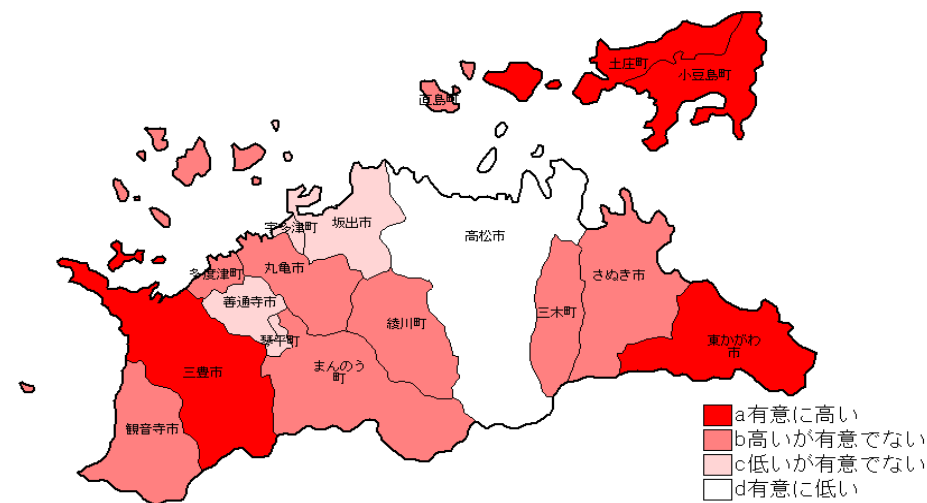 土庄町
小豆島町
直島町
宇多津町
坂出市
高松市
多度津町
丸亀市
さぬき市
善通寺市
三木町
綾川町
琴平町
東かがわ
市
まんのう
町
三豊市
観音寺市
a有意に高い
b高いが有意でない
c低いが有意でない
d有意に低い